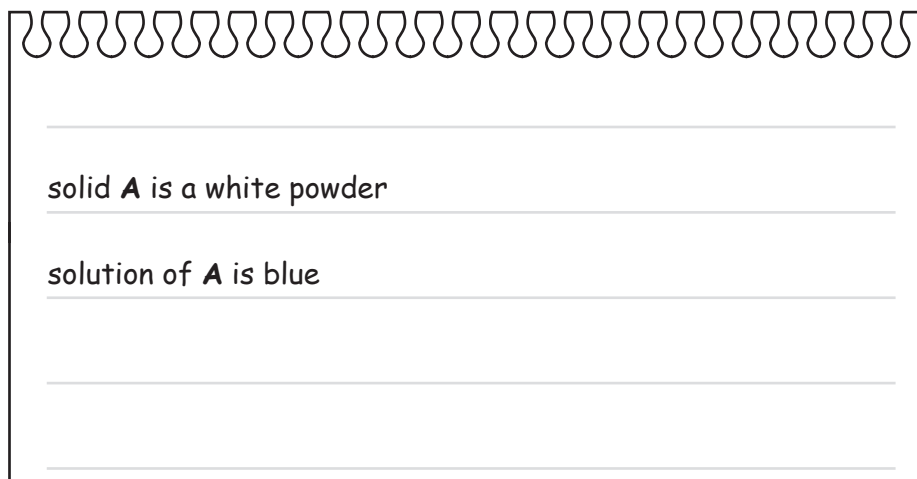 solid A is a white powder
solution of A is blue